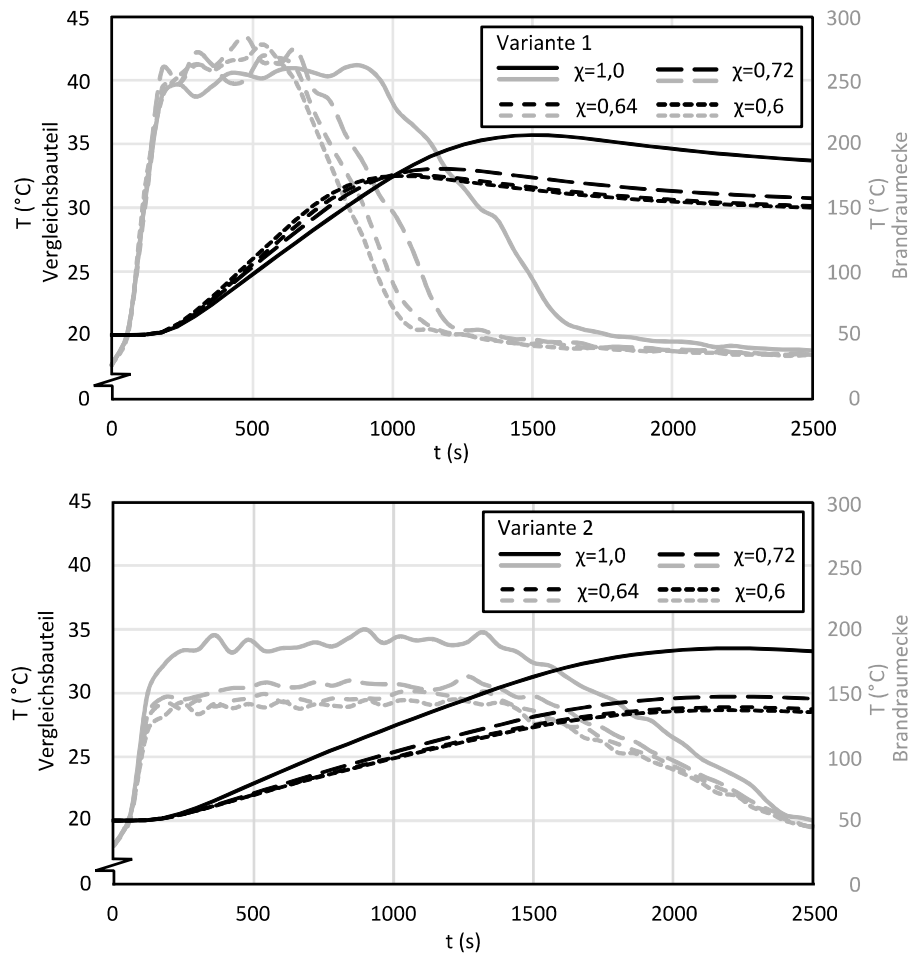 45
40
35
30
25
20
0
T (°C)
Vergleichsbauteil
Variante 1
χ=1,0
χ=0,72
χ=0,64
χ=0,6
300
250
200
150
100
50
0
T (°C)
Brandraumecke
0
500
1000
1500
2000
2500
t (s)
45
40
35
30
25
20
0
T (°C)
Vergleichsbauteil
Variante 2
χ=1,0
χ=0,72
χ=0,64
χ=0,6
300
250
200
150
100
50
0
T (°C)
Brandraumecke
0
500
1000
1500
2000
2500
t (s)